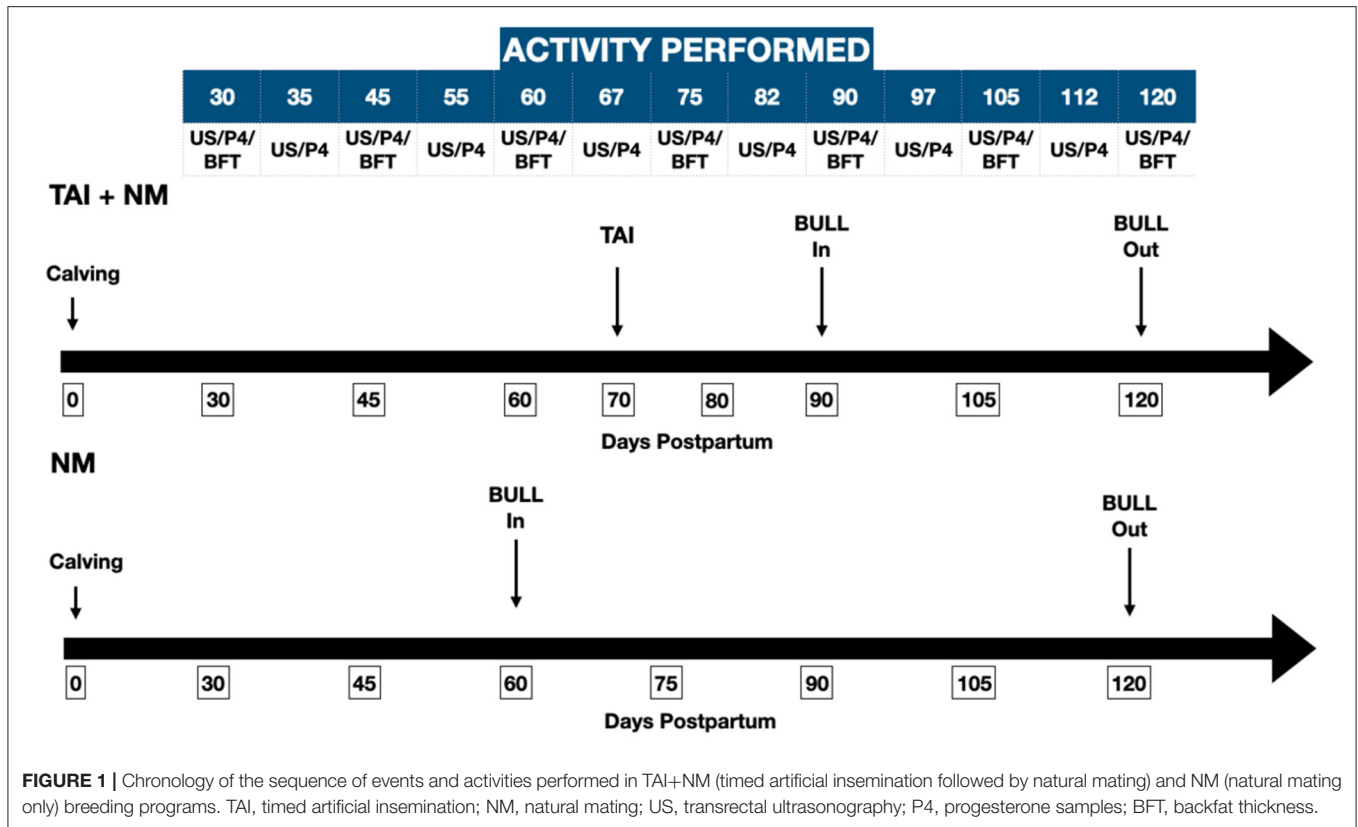 ACTIVITY PERFORMED
30 35 45 55 60 67 75 82 90 97 105 112 120
US/P4/BFT US/P4 US/P4/BFT US/P4 US/P4/BFT US/P4 US/P4/BFT US/P4 US/P4/BFT US/P4 US/P4/BFT US/P4 US/P4/BFT
TAI + NM
Calving
TAI
BULL
In
BULL
Out
0 30 45 60 70 80 90 105 120
Days Postpartum
NM
Calving
BULL
In
BULL
Out
0 30 45 60 75 90 105 120
Days Postpartum
FIGURE 1 | Chronology of the sequence of events and activities performed in TAI+NM (timed artificial insemination followed by natural mating) and NM (natural mating
only) breeding programs. TAI, timed artificial insemination; NM, natural mating; US, transrectal ultrasonography; P4, progesterone samples; BFT, backfat thickness.